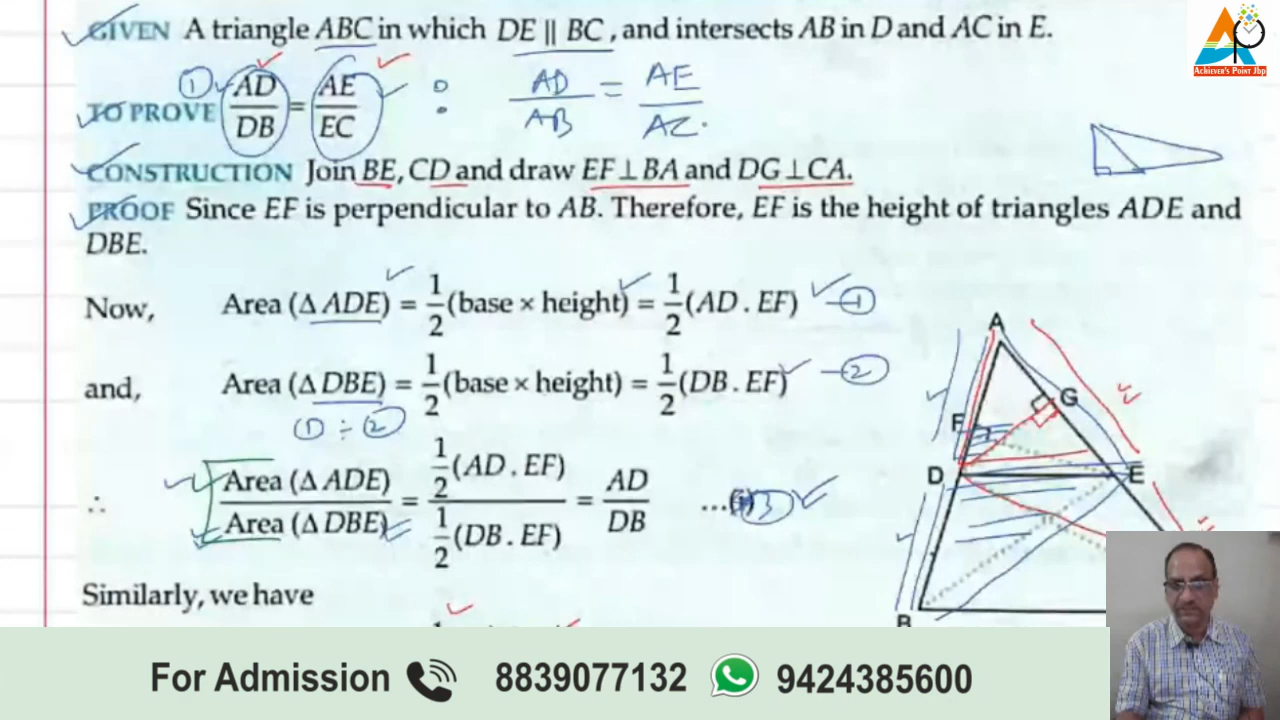 GIVEN A triangle ABC in which DE || BC, and intersects AB in D and AC in E.
Achiever's Point Jbp
① TO PROVE AD/DB = AE/EC : AD/AB = AE/AC.
CONSTRUCTION Join BE, CD and draw EF ⊥ BA and DG ⊥ CA.
PROOF Since EF is perpendicular to AB. Therefore, EF is the height of triangles ADE and
DBE.
Now, Area (Δ ADE) = 1/2 (base × height) = 1/2 (AD . EF) —①
and, Area (Δ DBE) = 1/2 (base × height) = 1/2 (DB . EF) —②
① ÷ ②
∴ Area (Δ ADE) / Area (Δ DBE) = 1/2 (AD . EF) / 1/2 (DB . EF) = AD/DB
A
G
F
D
E
B
Similarly, we have
For Admission 8839077132 9424385600